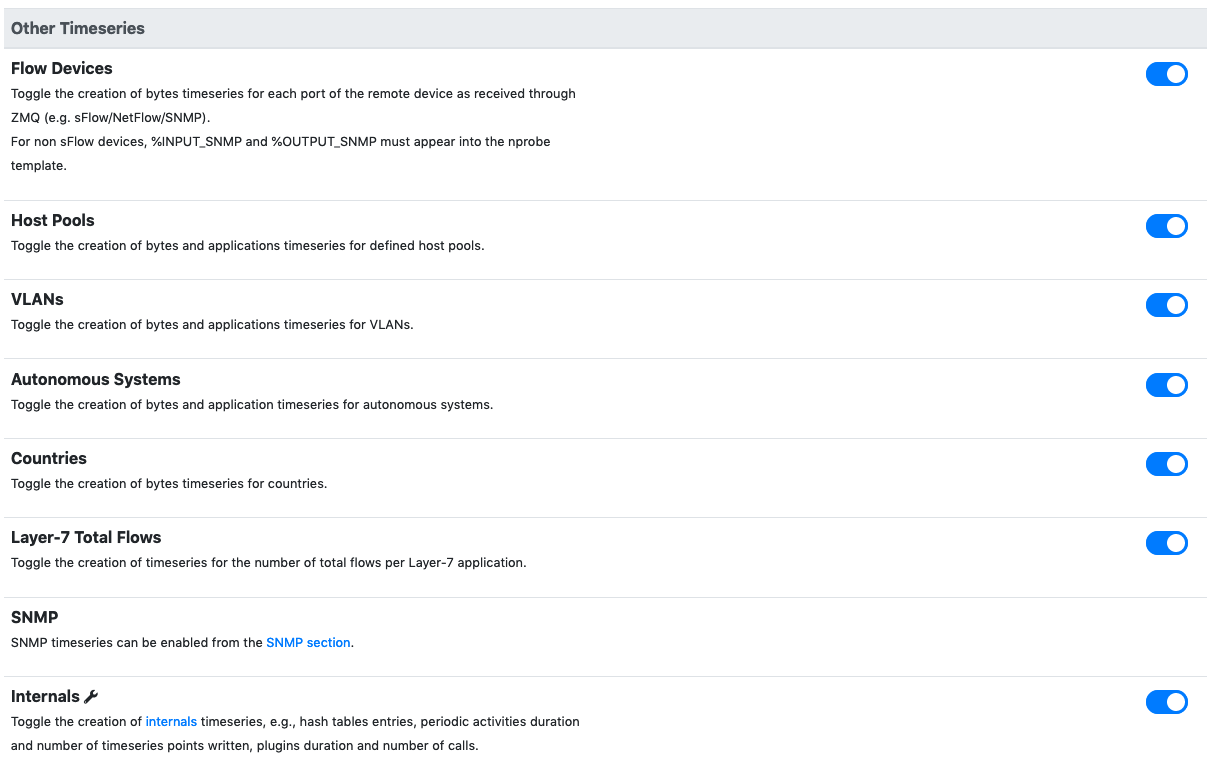 Other Timeseries
Flow Devices
Toggle the creation of bytes timeseries for each port of the remote device as received through
ZMQ (e.g. sFlow/NetFlow/SNMP).
For non sFlow devices, %INPUT_SNMP and %OUTPUT_SNMP must appear into the nprobe
template.
Host Pools
Toggle the creation of bytes and applications timeseries for defined host pools.
VLANs
Toggle the creation of bytes and applications timeseries for VLANs.
Autonomous Systems
Toggle the creation of bytes and application timeseries for autonomous systems.
Countries
Toggle the creation of bytes timeseries for countries.
Layer-7 Total Flows
Toggle the creation of timeseries for the number of total flows per Layer-7 application.
SNMP
SNMP timeseries can be enabled from the SNMP section.
Internals
Toggle the creation of internals timeseries, e.g., hash tables entries, periodic activities duration
and number of timeseries points written, plugins duration and number of calls.